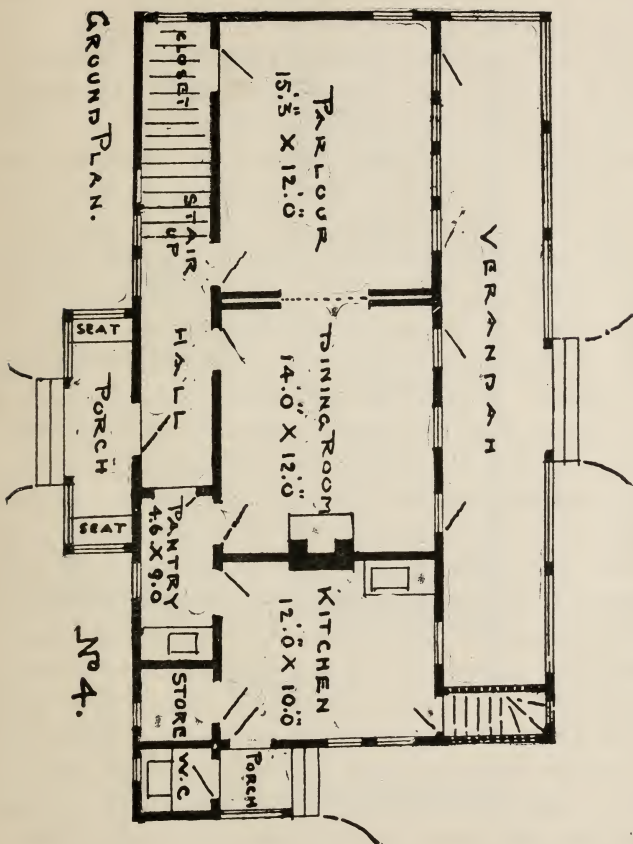 GROUND PLAN.
Nº 4.
VERANDAH
PARLOUR
15.'3" X 12.'0"
DINING ROOM
14.'0" X 12.'0"
KITCHEN
12.'0" X 10.'0"
CLOSET
STAIR
UP
HALL
PANTRY
4.6 X 9.0
STORE
W.C
PORCH
SEAT
PORCH
SEAT